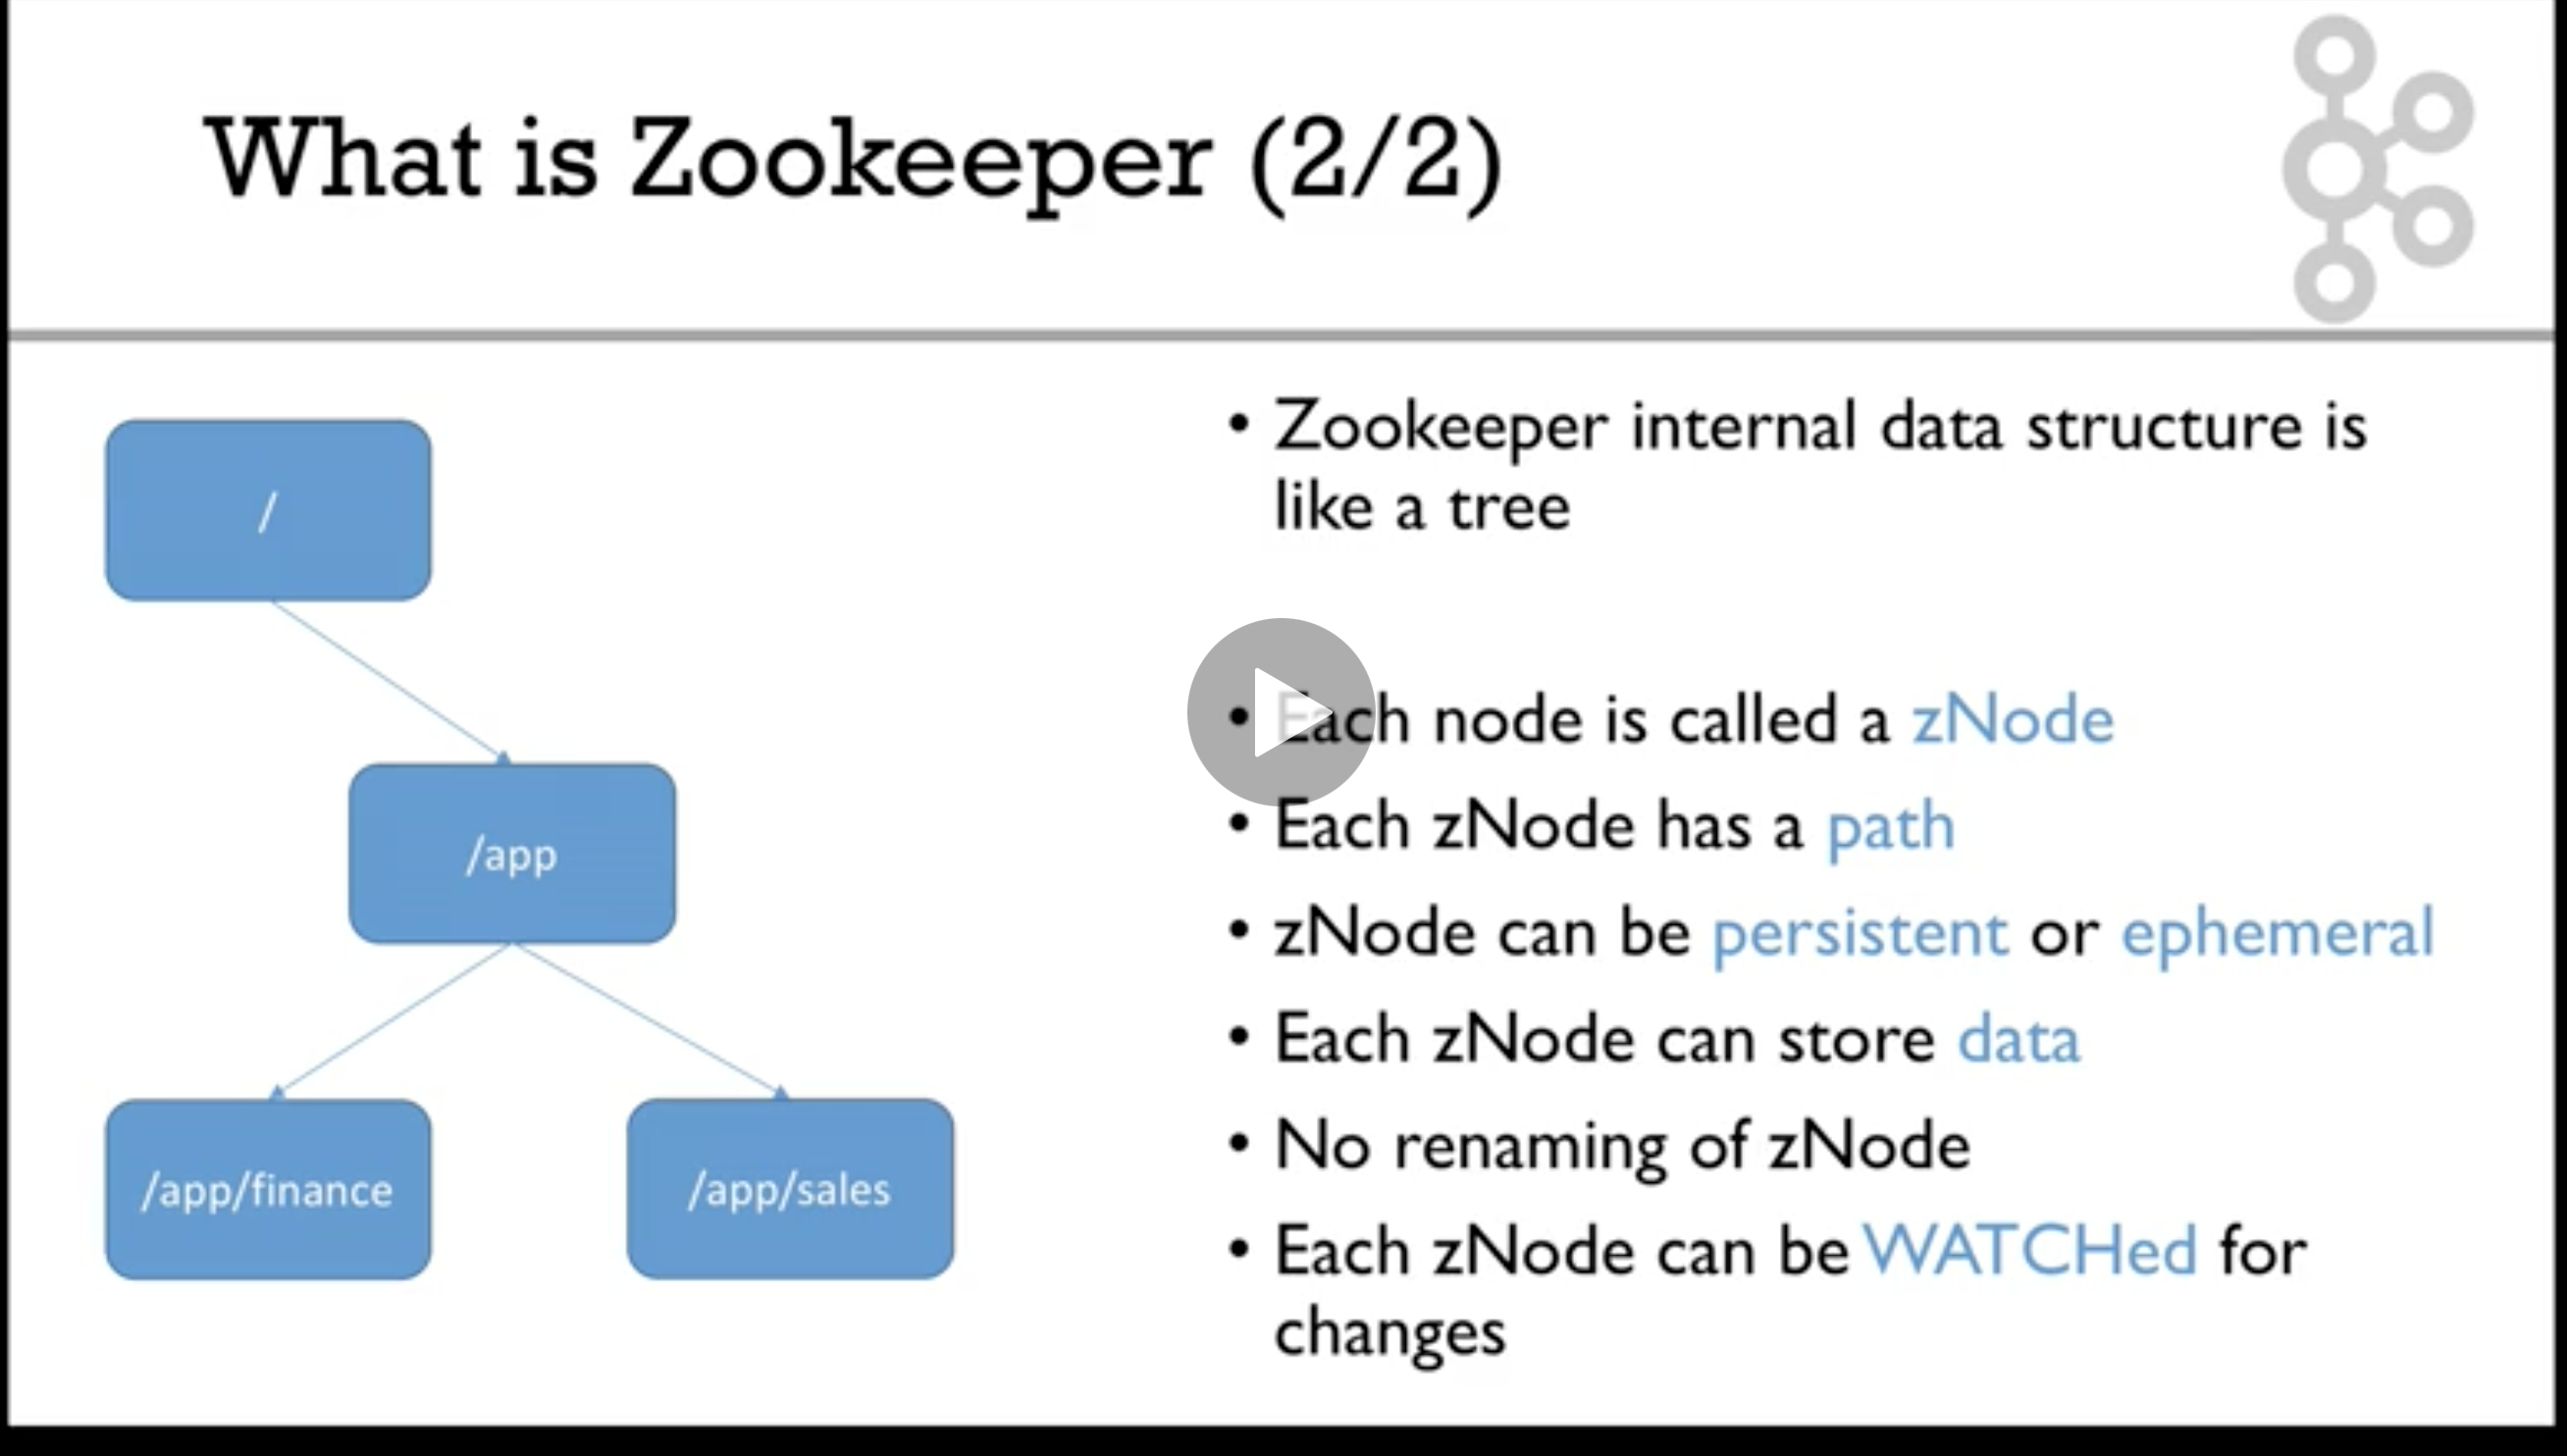 What is Zookeeper (2/2)
/
/app
/app/finance
/app/sales
• Zookeeper internal data structure is
like a tree
• Each node is called a zNode
• Each zNode has a path
• zNode can be persistent or ephemeral
• Each zNode can store data
• No renaming of zNode
• Each zNode can be WATCHed for
changes